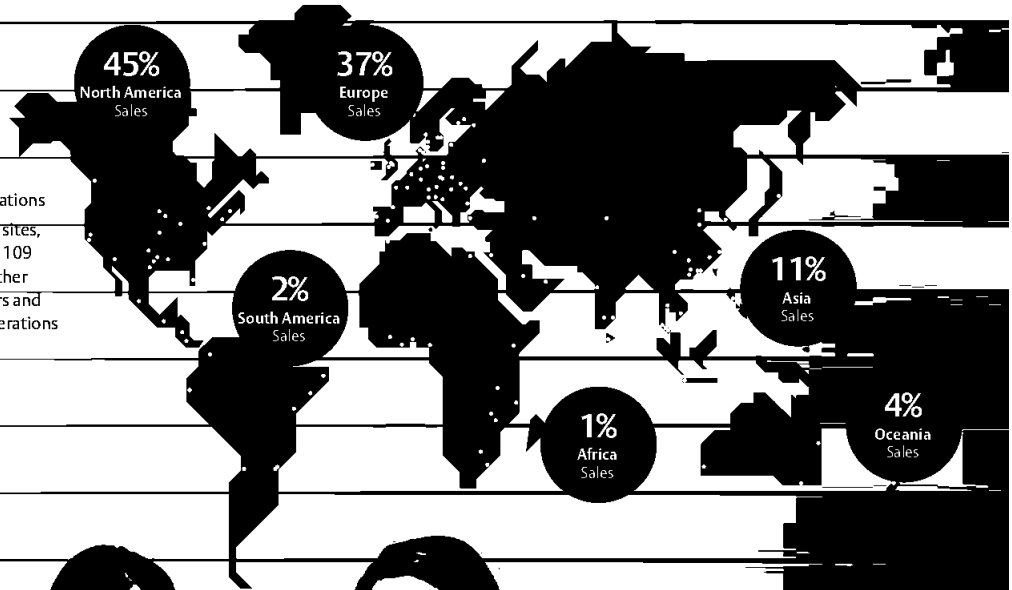 45%
North America
Sales
37%
Europe
Sales
ations
sites,
109
ther
rs and
erations
2%
South America
Sales
11%
Asia
Sales
1%
Africa
Sales
4%
Oceania
Sales